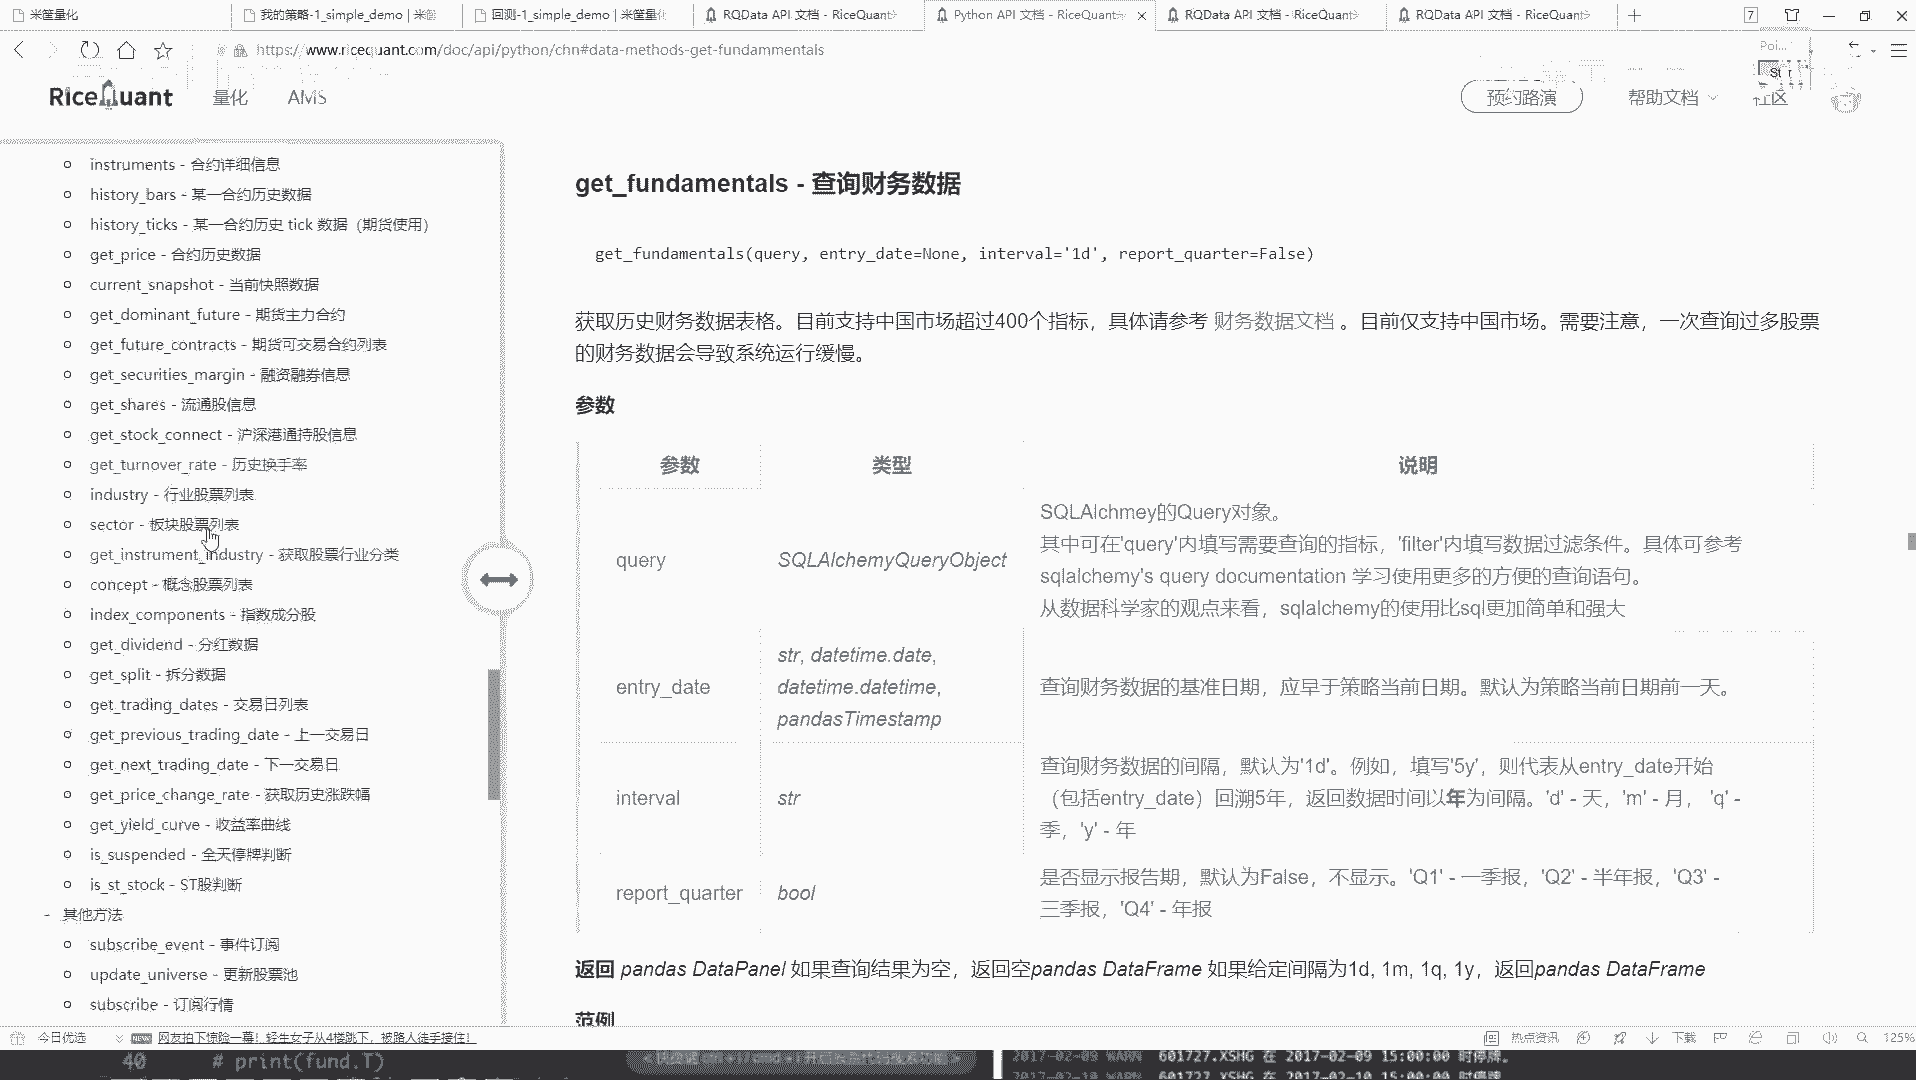 米筐量化
我的策略-1_simple_demo | 米筐
回测-1_simple_demo | 米筐量化
RQData API 文档 - RiceQuant
Python API 文档 - RiceQuant
RQData API 文档 - RiceQuant
RQData API 文档 - RiceQuant
7
https://www.ricequant.com/doc/api/python/chn#data-methods-get-fundammentals
Poi...
RiceQuant
量化
AMS
预约路演
帮助文档
社区
instruments - 合约详细信息
history_bars - 某一合约历史数据
history_ticks - 某一合约历史 tick 数据（期货使用）
get_price - 合约历史数据
current_snapshot - 当前快照数据
get_dominant_future - 期货主力合约
get_future_contracts - 期货可交易合约列表
get_securities_margin - 融资融券信息
get_shares - 流通股信息
get_stock_connect - 沪深港通持股信息
get_turnover_rate - 历史换手率
industry - 行业股票列表
sector - 板块股票列表
get_instrument_industry - 获取股票行业分类
concept - 概念股票列表
index_components - 指数成分股
get_dividend - 分红数据
get_split - 拆分数据
get_trading_dates - 交易日列表
get_previous_trading_date - 上一交易日
get_next_trading_date - 下一交易日
get_price_change_rate - 获取历史涨跌幅
get_yield_curve - 收益率曲线
is_suspended - 全天停牌判断
is_st_stock - ST股判断
- 其他方法
subscribe_event - 事件订阅
update_universe - 更新股票池
subscribe - 订阅行情
get_fundamentals - 查询财务数据
get_fundamentals(query, entry_date=None, interval='1d', report_quarter=False)
获取历史财务数据表格。目前支持中国市场超过400个指标，具体请参考 财务数据文档 。目前仅支持中国市场。需要注意，一次查询过多股票
的财务数据会导致系统运行缓慢。
参数
参数 类型 说明
query SQLAlchemyQueryObject
SQLAlchmey的Query对象。
其中可在'query'内填写需要查询的指标，'filter'内填写数据过滤条件。具体可参考
sqlalchemy's query documentation 学习使用更多的方便的查询语句。
从数据科学家的观点来看，sqlalchemy的使用比sql更加简单和强大
entry_date
str, datetime.date,
datetime.datetime,
pandasTimestamp
查询财务数据的基准日期，应早于策略当前日期。默认为策略当前日期前一天。
interval str
查询财务数据的间隔，默认为'1d'。例如，填写'5y'，则代表从entry_date开始
（包括entry_date）回溯5年，返回数据时间以年为间隔。'd' - 天，'m' - 月， 'q' -
季，'y' - 年
report_quarter bool
是否显示报告期，默认为False，不显示。'Q1' - 一季报，'Q2' - 半年报，'Q3' -
三季报，'Q4' - 年报
返回 pandas DataPanel 如果查询结果为空，返回空pandas DataFrame 如果给定间隔为1d, 1m, 1q, 1y，返回pandas DataFrame
范例
今日优选
NEW
网友拍下惊险一幕！轻生女子从4楼跳下，被路人徒手接住！
热点资讯
下载
125%
40 # print(fund.T)
2017-02-09 WARN 601727.XSHG 在 2017-02-09 15:00:00 时停牌。
2017-02-10 WARN 601727.XSHG 在 2017-02-10 15:00:00 时停牌。